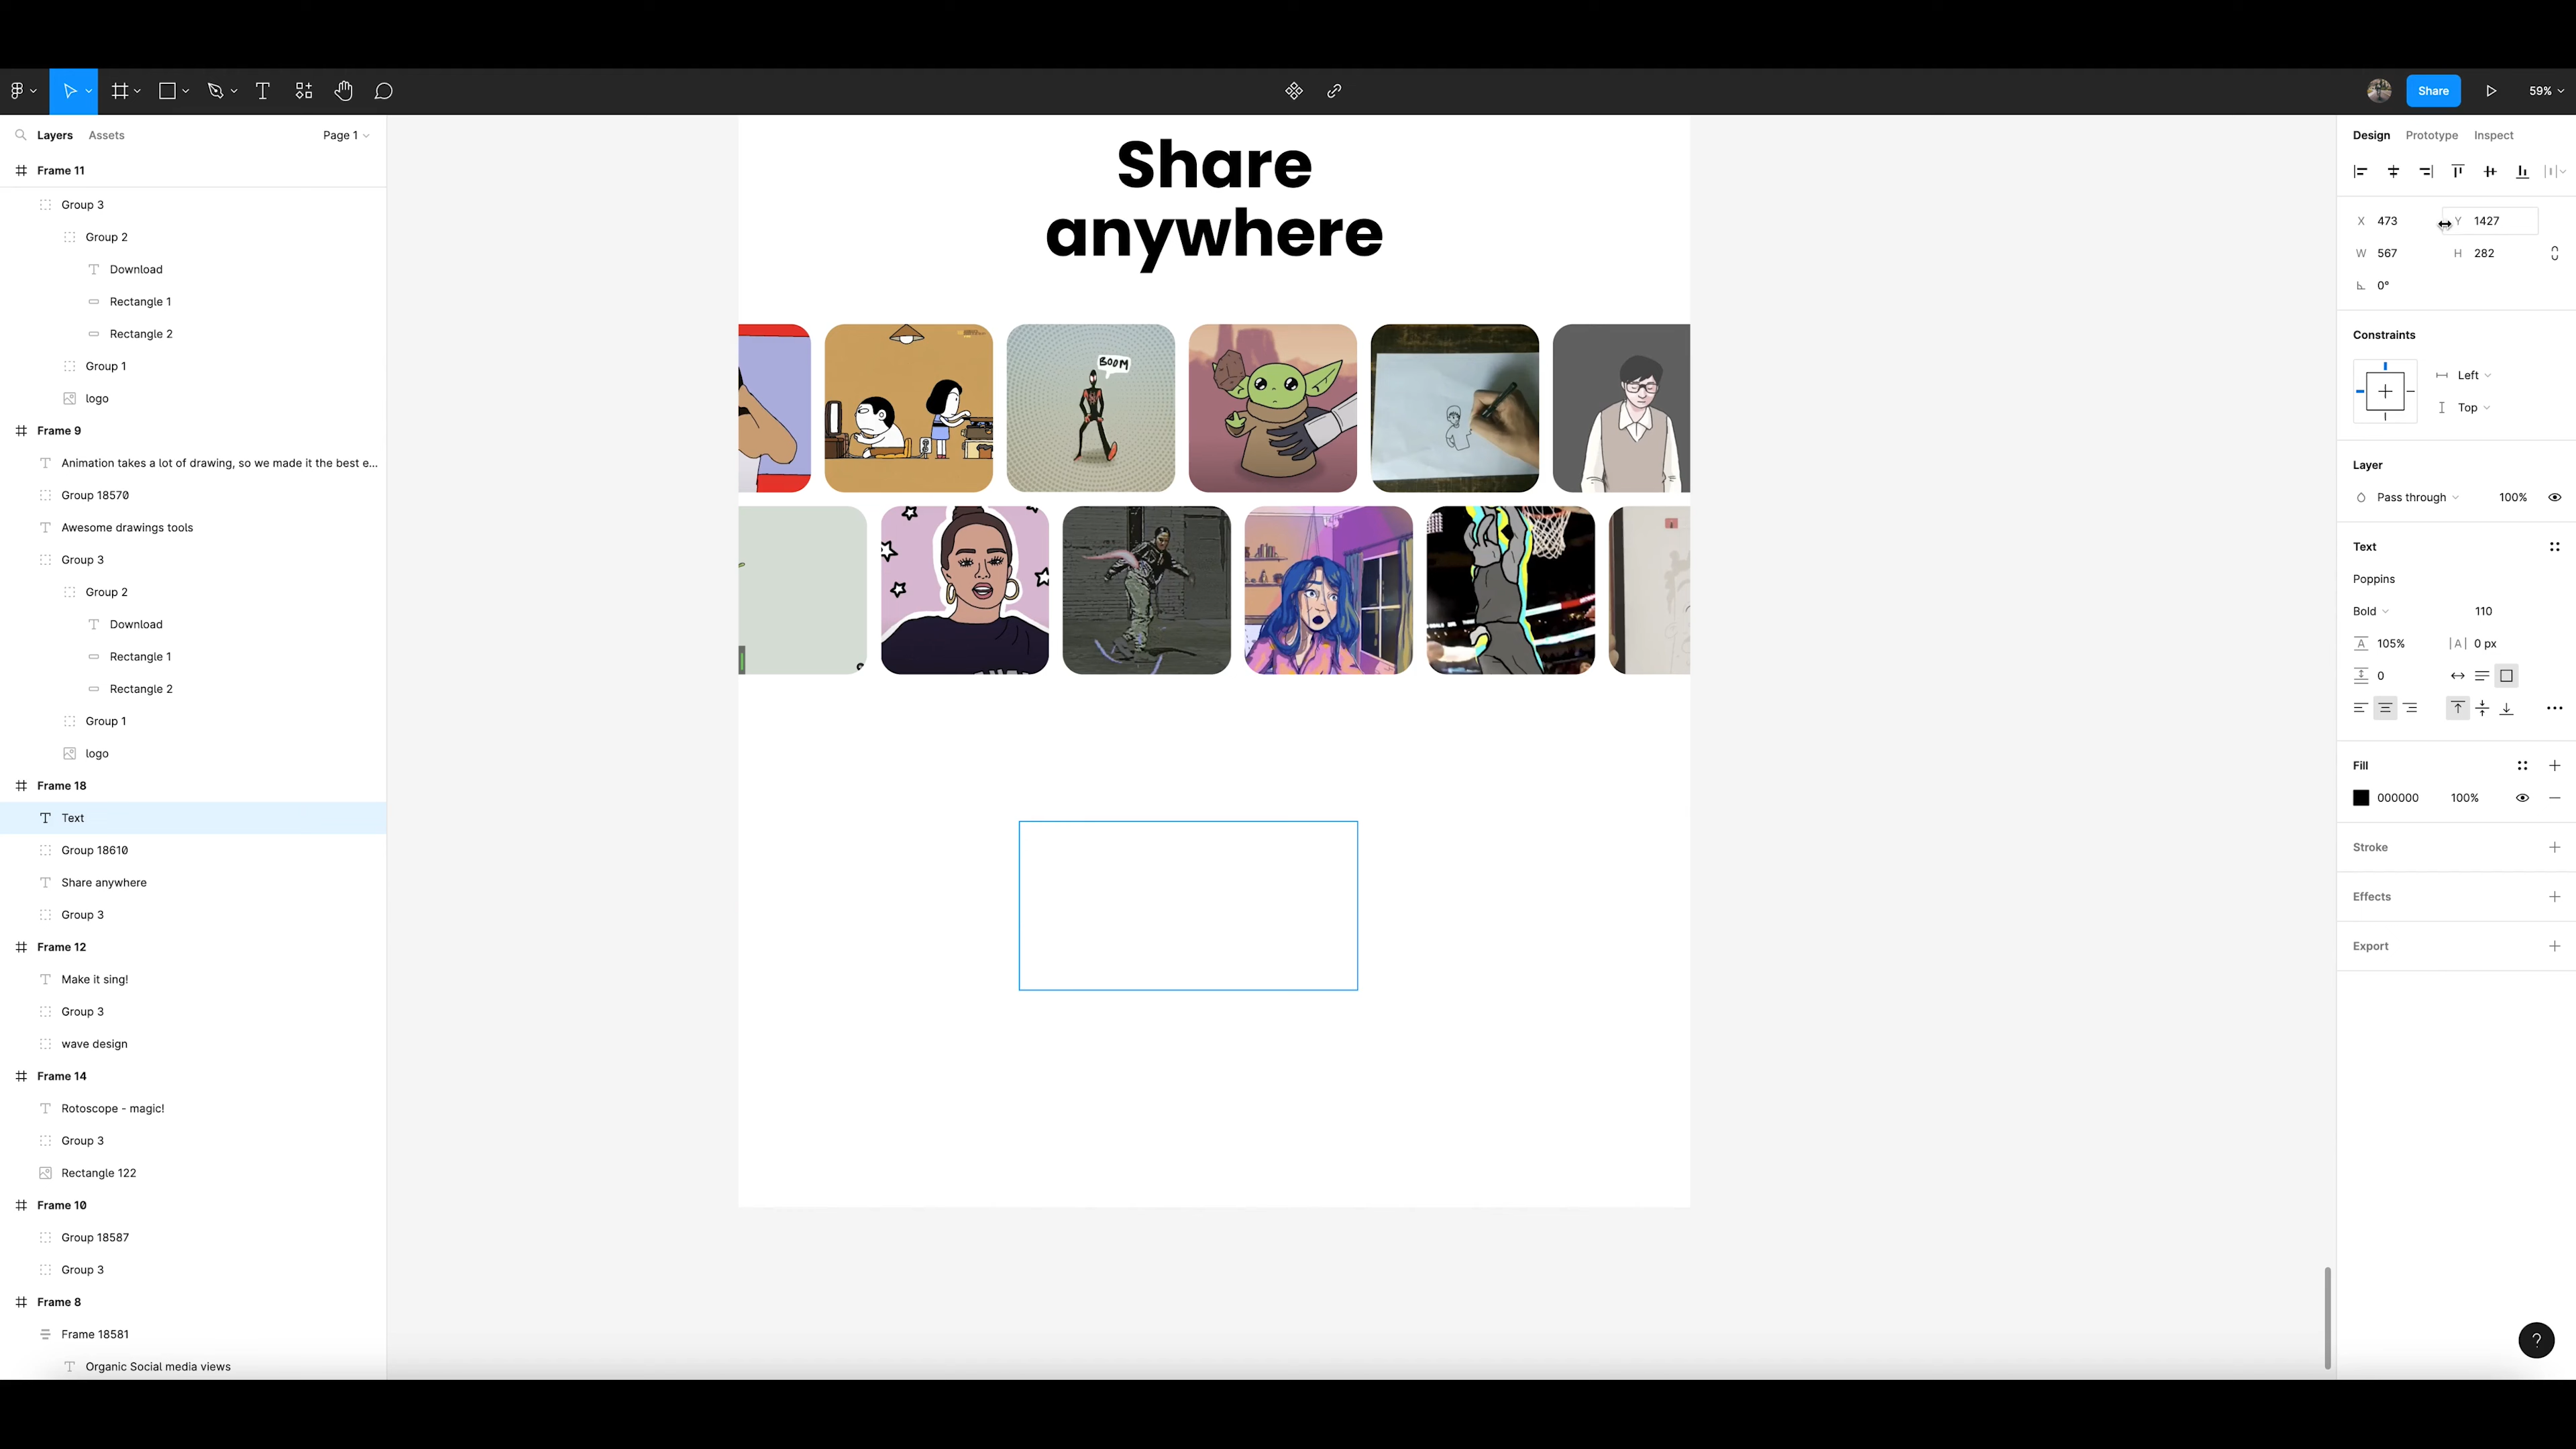 Share
59%
Layers
Assets
Page 1
Frame 11
Group 3
Group 2
Download
Rectangle 1
Rectangle 2
Group 1
logo
Frame 9
Animation takes a lot of drawing, so we made it the best e...
Group 18570
Awesome drawings tools
Group 3
Group 2
Download
Rectangle 1
Rectangle 2
Group 1
logo
Frame 18
Text
Group 18610
Share anywhere
Group 3
Frame 12
Make it sing!
Group 3
wave design
Frame 14
Rotoscope - magic!
Group 3
Rectangle 122
Frame 10
Group 18587
Group 3
Frame 8
Frame 18581
Organic Social media views
Share
anywhere
BOOM
Design
Prototype
Inspect
X 473
Y 1427
W 567
H 282
0°
Constraints
Left
Top
Layer
Pass through
100%
Text
Poppins
Bold
110
A 105%
|A| 0 px
0
Fill
000000
100%
Stroke
Effects
Export
?